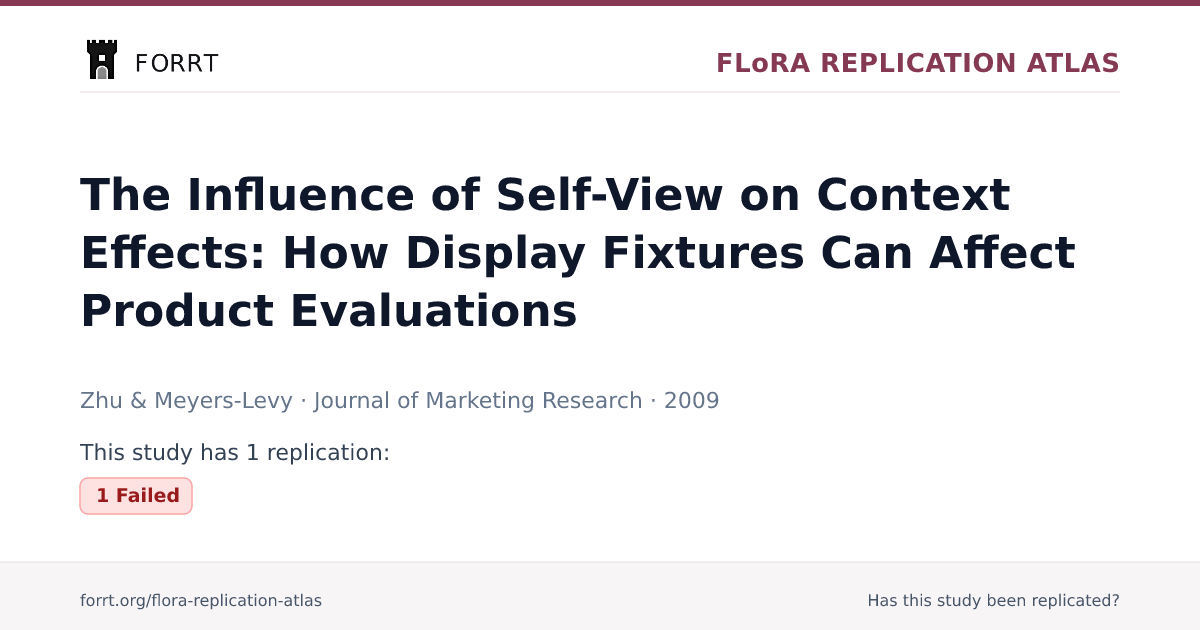 FORRT
FLoRA REPLICATION ATLAS
The Influence of Self-View on Context
Effects: How Display Fixtures Can Affect
Product Evaluations
Zhu & Meyers-Levy · Journal of Marketing Research · 2009
This study has 1 replication:
1 Failed
forrt.org/flora-replication-atlas
Has this study been replicated?